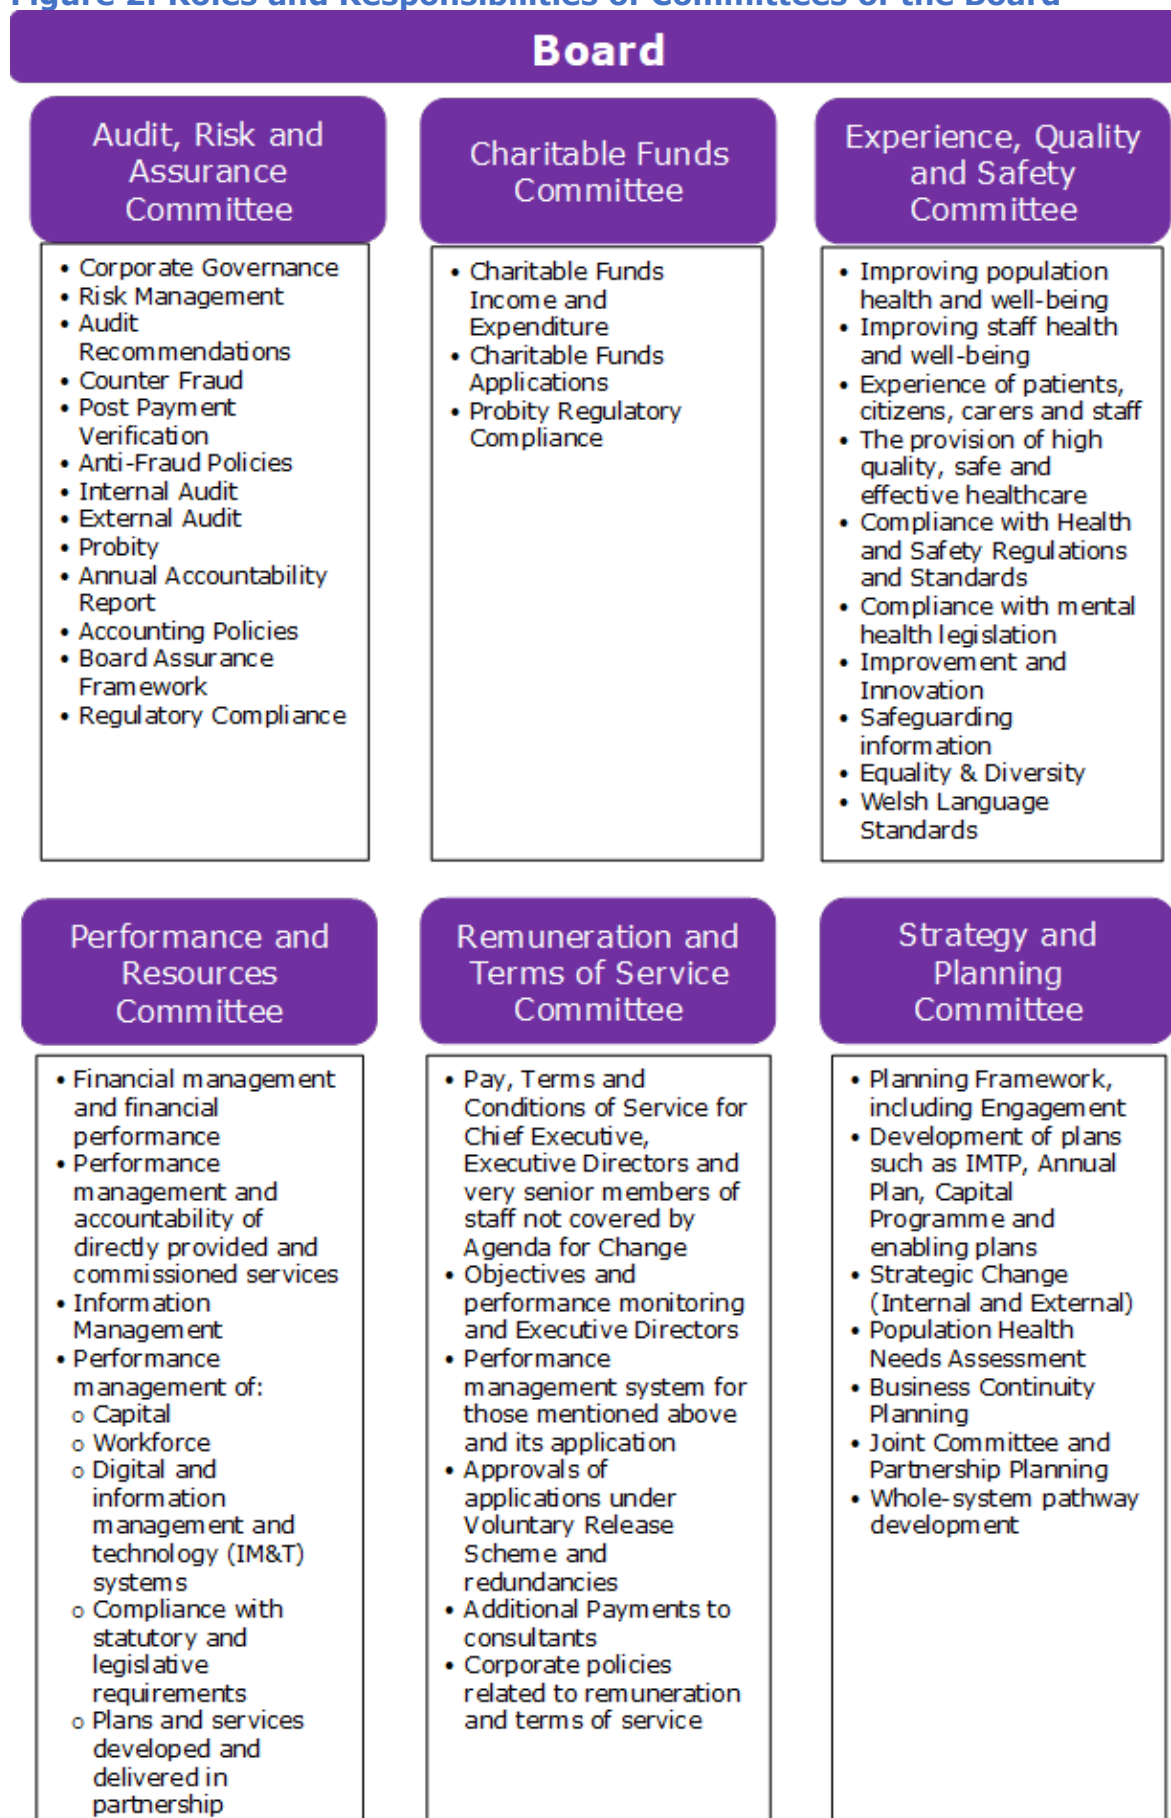 Figure 2: Roles and Responsibilities of Committees of the Board
Board
Audit, Risk and
Assurance
Committee
• Corporate Governance
• Risk Management
• Audit
Recommendations
• Counter Fraud
• Post Payment
Verification
• Anti-Fraud Policies
• Internal Audit
• External Audit
• Probity
• Annual Accountability
Report
• Accounting Policies
• Board Assurance
Framework
• Regulatory Compliance
Charitable Funds
Committee
• Charitable Funds
Income and
Expenditure
• Charitable Funds
Applications
• Probity Regulatory
Compliance
Experience, Quality
and Safety
Committee
• Improving population
health and well-being
• Improving staff health
and well-being
• Experience of patients,
citizens, carers and staff
• The provision of high
quality, safe and
effective healthcare
• Compliance with Health
and Safety Regulations
and Standards
• Compliance with mental
health legislation
• Improvement and
Innovation
• Safeguarding
information
• Equality & Diversity
• Welsh Language
Standards
Performance and
Resources
Committee
• Financial management
and financial
performance
• Performance
management and
accountability of
directly provided and
commissioned services
• Information
Management
• Performance
management of:
o Capital
o Workforce
o Digital and
information
management and
technology (IM&T)
systems
o Compliance with
statutory and
legislative
requirements
o Plans and services
developed and
delivered in
partnership
Remuneration and
Terms of Service
Committee
• Pay, Terms and
Conditions of Service for
Chief Executive,
Executive Directors and
very senior members of
staff not covered by
Agenda for Change
• Objectives and
performance monitoring
and Executive Directors
• Performance
management system for
those mentioned above
and its application
• Approvals of
applications under
Voluntary Release
Scheme and
redundancies
• Additional Payments to
consultants
• Corporate policies
related to remuneration
and terms of service
Strategy and
Planning
Committee
• Planning Framework,
including Engagement
• Development of plans
such as IMTP, Annual
Plan, Capital
Programme and
enabling plans
• Strategic Change
(Internal and External)
• Population Health
Needs Assessment
• Business Continuity
Planning
• Joint Committee and
Partnership Planning
• Whole-system pathway
development